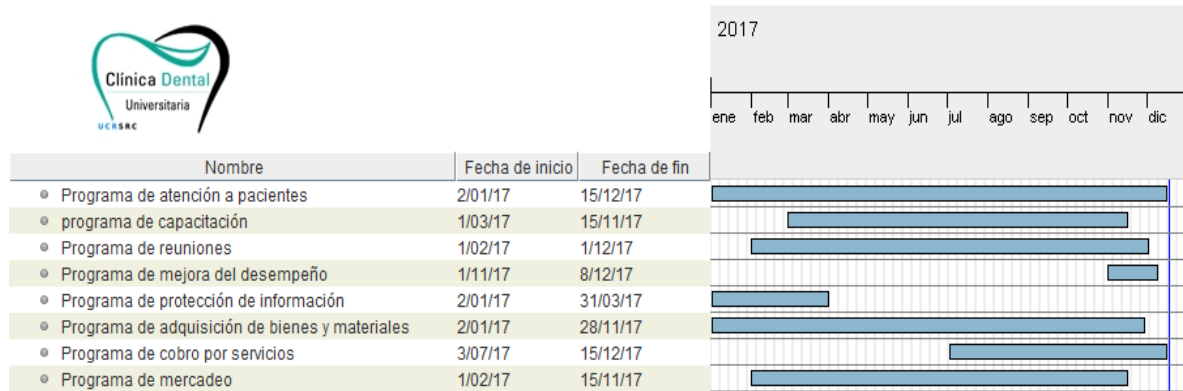 2017
Clínica Dental
Universitaria
UCRSRC
ene feb mar abr may jun jul ago sep oct nov dic
Nombre Fecha de inicio Fecha de fin
Programa de atención a pacientes 2/01/17 15/12/17
programa de capacitación 1/03/17 15/11/17
Programa de reuniones 1/02/17 1/12/17
Programa de mejora del desempeño 1/11/17 8/12/17
Programa de protección de información 2/01/17 31/03/17
Programa de adquisición de bienes y materiales 2/01/17 28/11/17
Programa de cobro por servicios 3/07/17 15/12/17
Programa de mercadeo 1/02/17 15/11/17